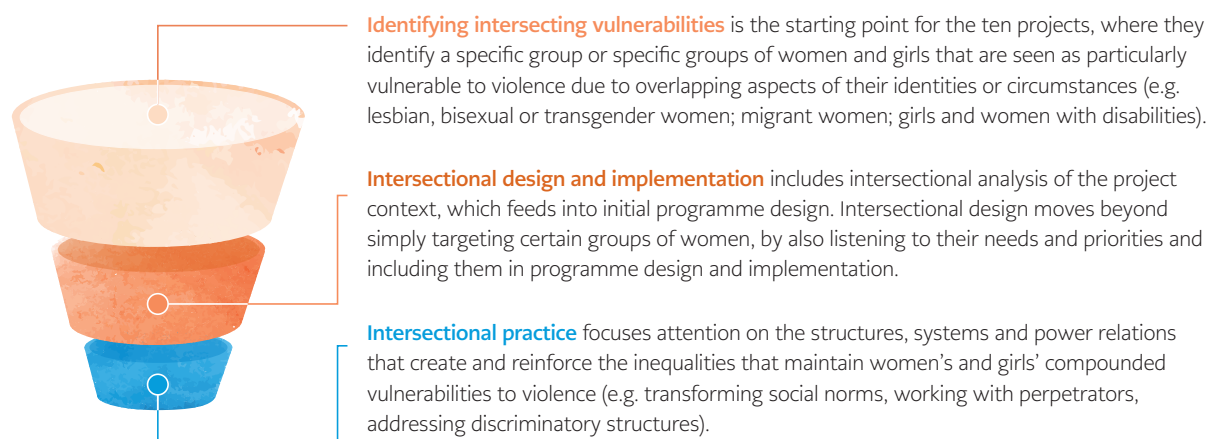 Identifying intersecting vulnerabilities is the starting point for the ten projects, where they
identify a specific group or specific groups of women and girls that are seen as particularly
vulnerable to violence due to overlapping aspects of their identities or circumstances (e.g.
lesbian, bisexual or transgender women; migrant women; girls and women with disabilities).
Intersectional design and implementation includes intersectional analysis of the project
context, which feeds into initial programme design. Intersectional design moves beyond
simply targeting certain groups of women, by also listening to their needs and priorities and
including them in programme design and implementation.
Intersectional practice focuses attention on the structures, systems and power relations
that create and reinforce the inequalities that maintain women’s and girls’ compounded
vulnerabilities to violence (e.g. transforming social norms, working with perpetrators,
addressing discriminatory structures).